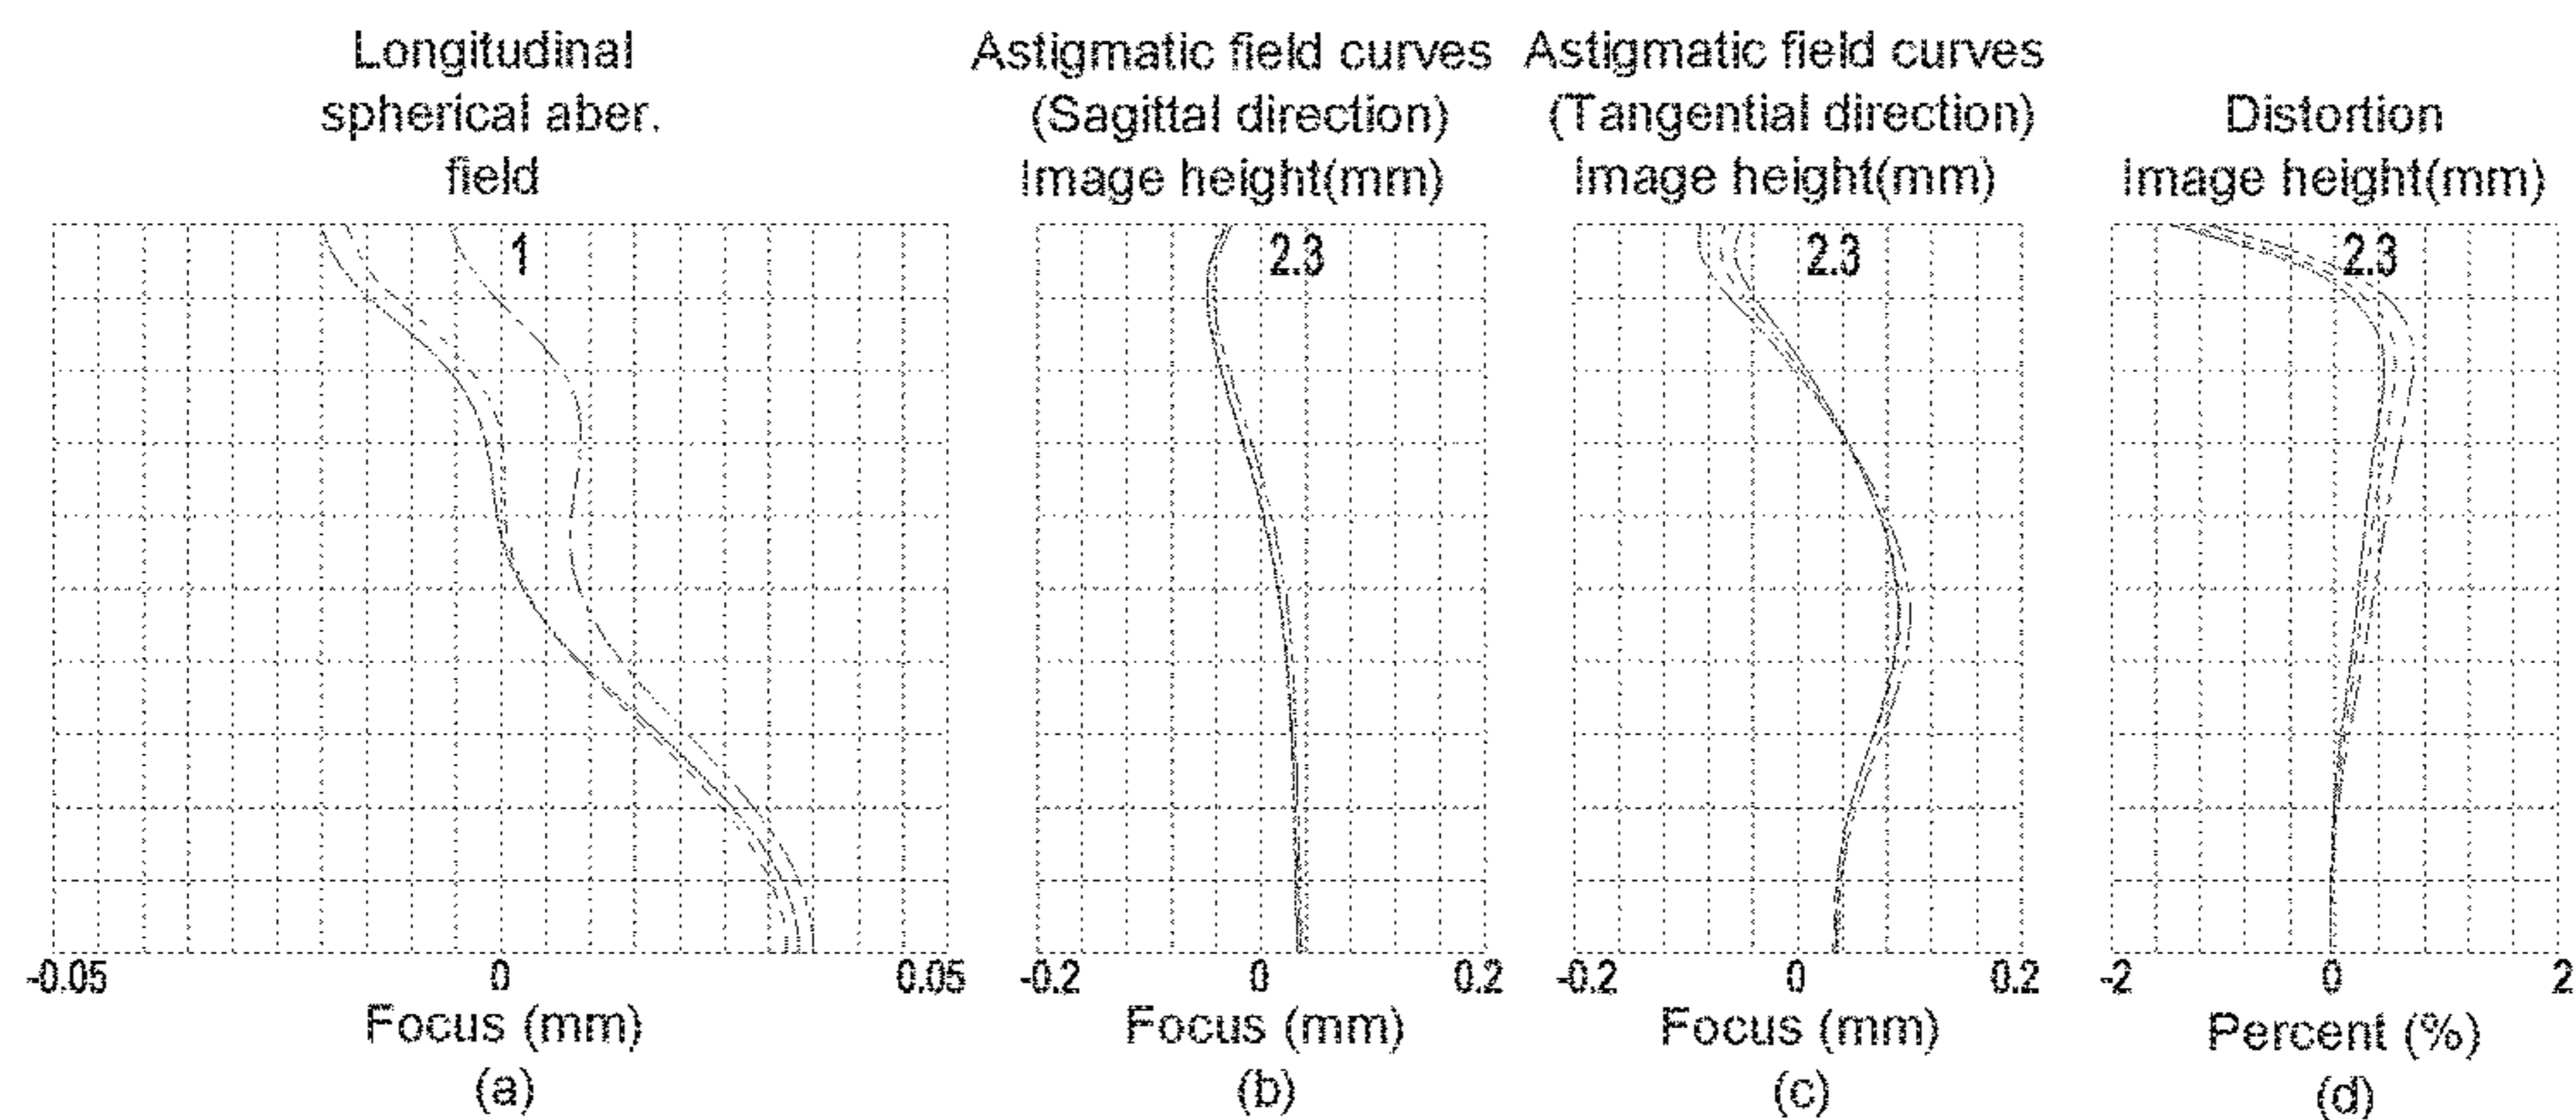 Longitudinal
spherical aber.
field
1
-0.05 0 0.05
Focus (mm)
(a)
Astigmatic field curves
(Sagittal direction)
Image height(mm)
2.3
-0.2 0 0.2
Focus (mm)
(b)
Astigmatic field curves
(Tangential direction)
Image height(mm)
2.3
-0.2 0 0.2
Focus (mm)
(c)
Distortion
Image height(mm)
2.3
-2 0 2
Percent (%)
(d)